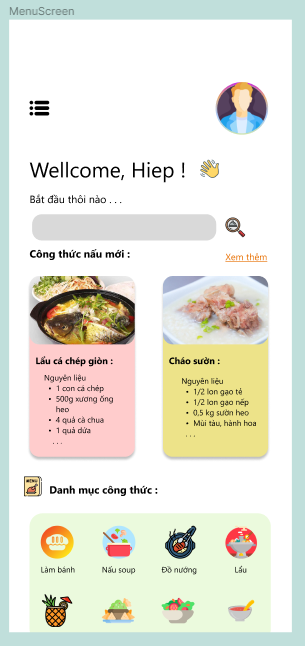 MenuScreen
Wellcome, Hiep !
Bắt đầu thôi nào . . .
Công thức nấu mới :
Xem thêm
Lẩu cá chép giòn :
Nguyên liệu
• 1 con cá chép
• 500g xương ống
heo
• 4 quả cà chua
• 1 quả dứa
. . .
Cháo sườn :
Nguyên liệu
• 1/2 lon gạo tẻ
• 1/2 lon gạo nếp
• 0,5 kg sườn heo
• Mùi tàu, hành hoa
. . .
MENU
Danh mục công thức :
Làm bánh
Nấu soup
Đồ nướng
Lẩu